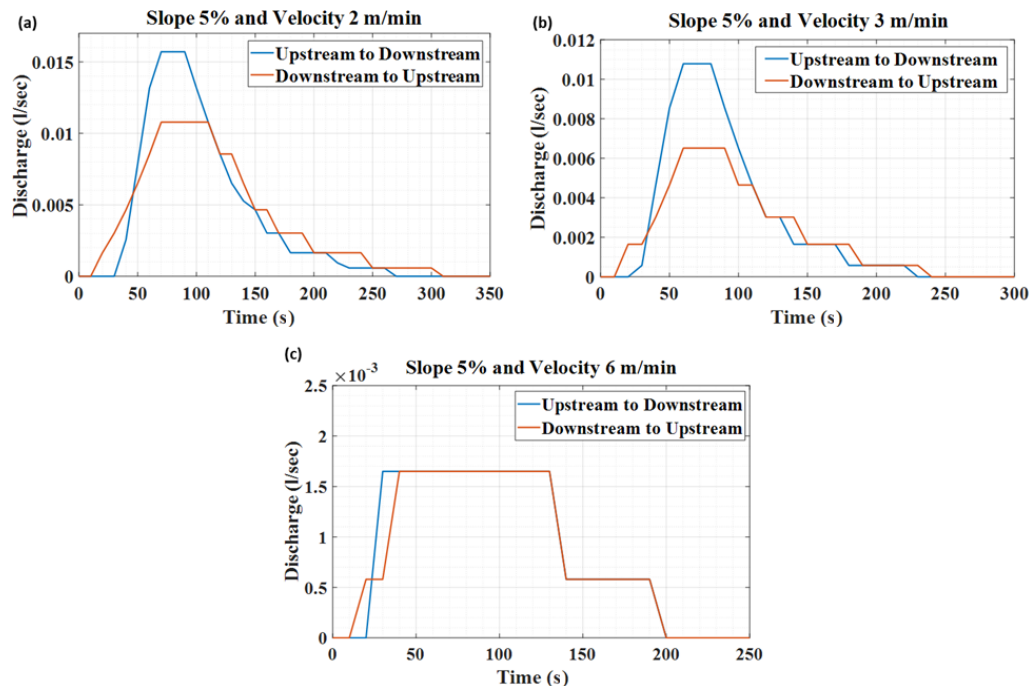 (a)
Slope 5% and Velocity 2 m/min
Upstream to Downstream
Downstream to Upstream
Discharge (l/sec)
0.015
0.01
0.005
0
0 50 100 150 200 250 300 350
Time (s)
(b)
Slope 5% and Velocity 3 m/min
Upstream to Downstream
Downstream to Upstream
Discharge (l/sec)
0.012
0.01
0.008
0.006
0.004
0.002
0
0 50 100 150 200 250 300
Time (s)
(c)
Slope 5% and Velocity 6 m/min
×10⁻³
Upstream to Downstream
Downstream to Upstream
Discharge (l/sec)
2.5
2
1.5
1
0.5
0
0 50 100 150 200 250
Time (s)